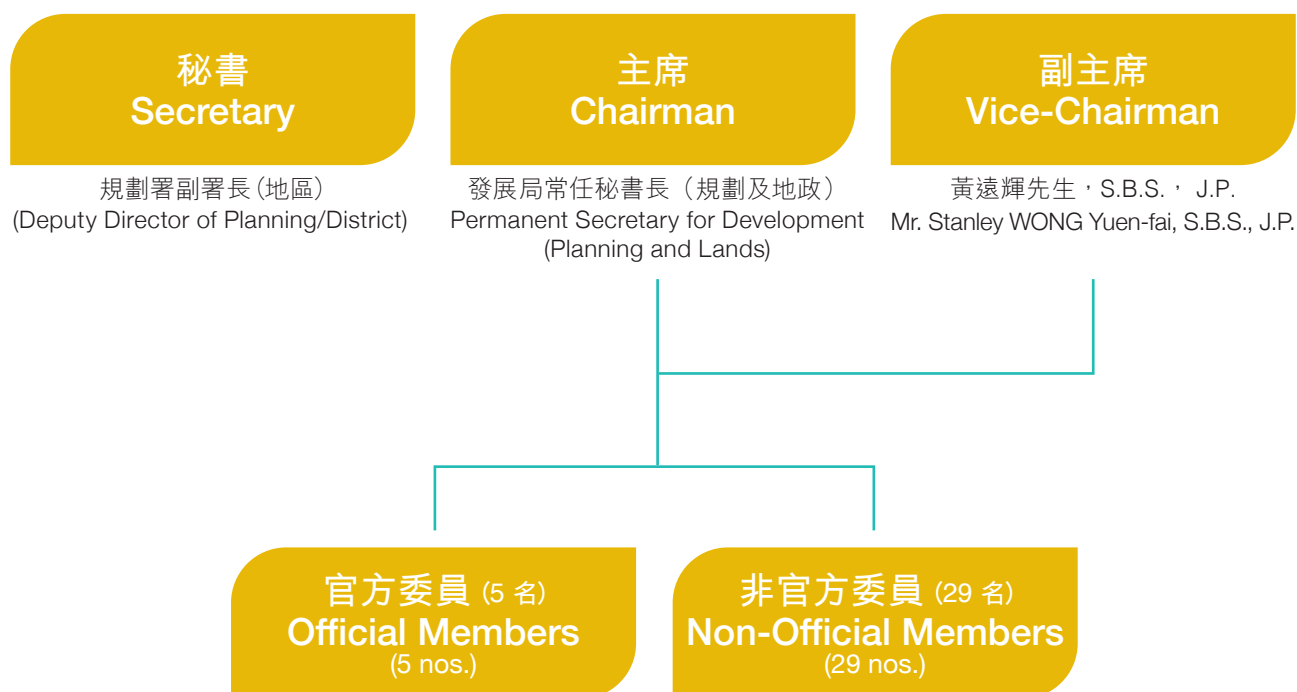 秘書
Secretary
規劃署副署長(地區)
(Deputy Director of Planning/District)
主席
Chairman
發展局常任秘書長（規劃及地政）
Permanent Secretary for Development
(Planning and Lands)
副主席
Vice-Chairman
黃遠輝先生，S.B.S.， J.P.
Mr. Stanley WONG Yuen-fai, S.B.S., J.P.
官方委員 (5 名)
Official Members
(5 nos.)
非官方委員 (29 名)
Non-Official Members
(29 nos.)